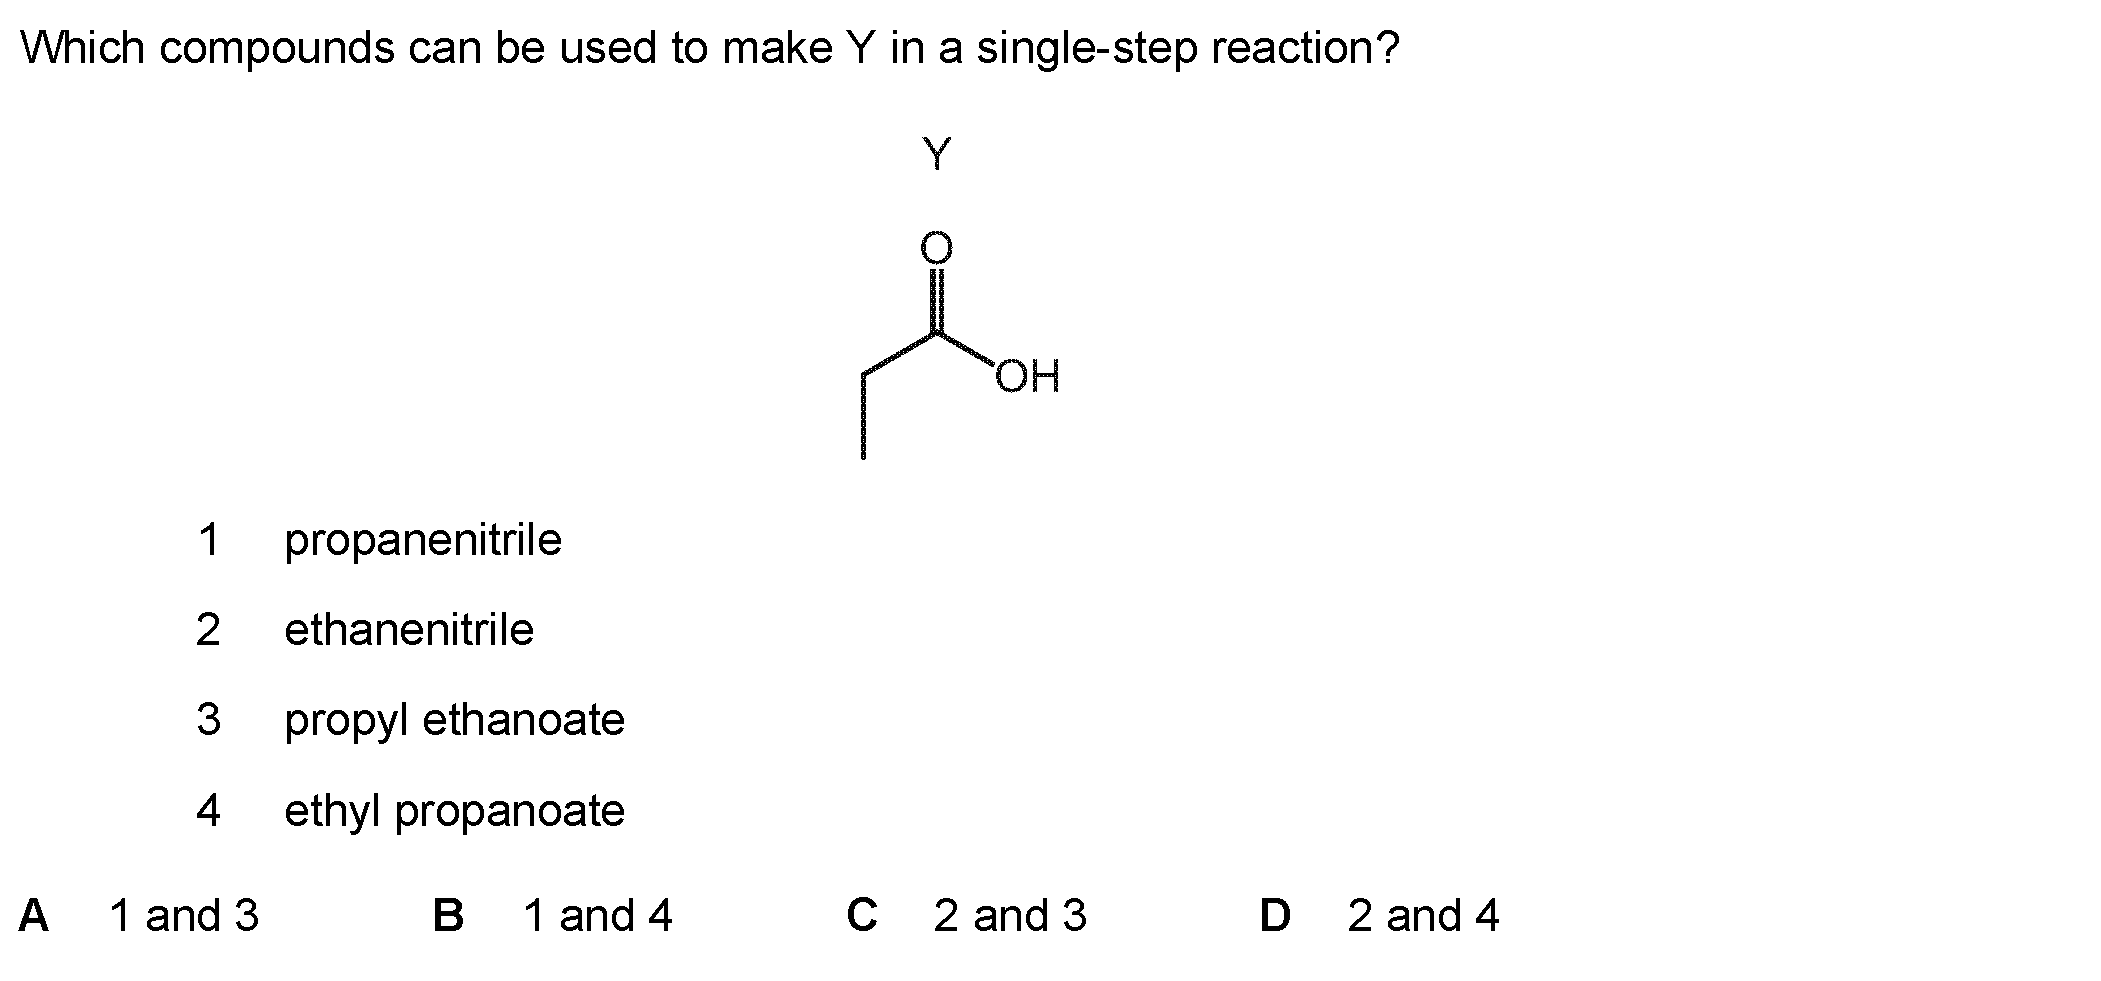 Which compounds can be used to make Y in a single-step reaction?
Y
O
OH
1 propanenitrile
2 ethanenitrile
3 propyl ethanoate
4 ethyl propanoate
A 1 and 3 B 1 and 4 C 2 and 3 D 2 and 4